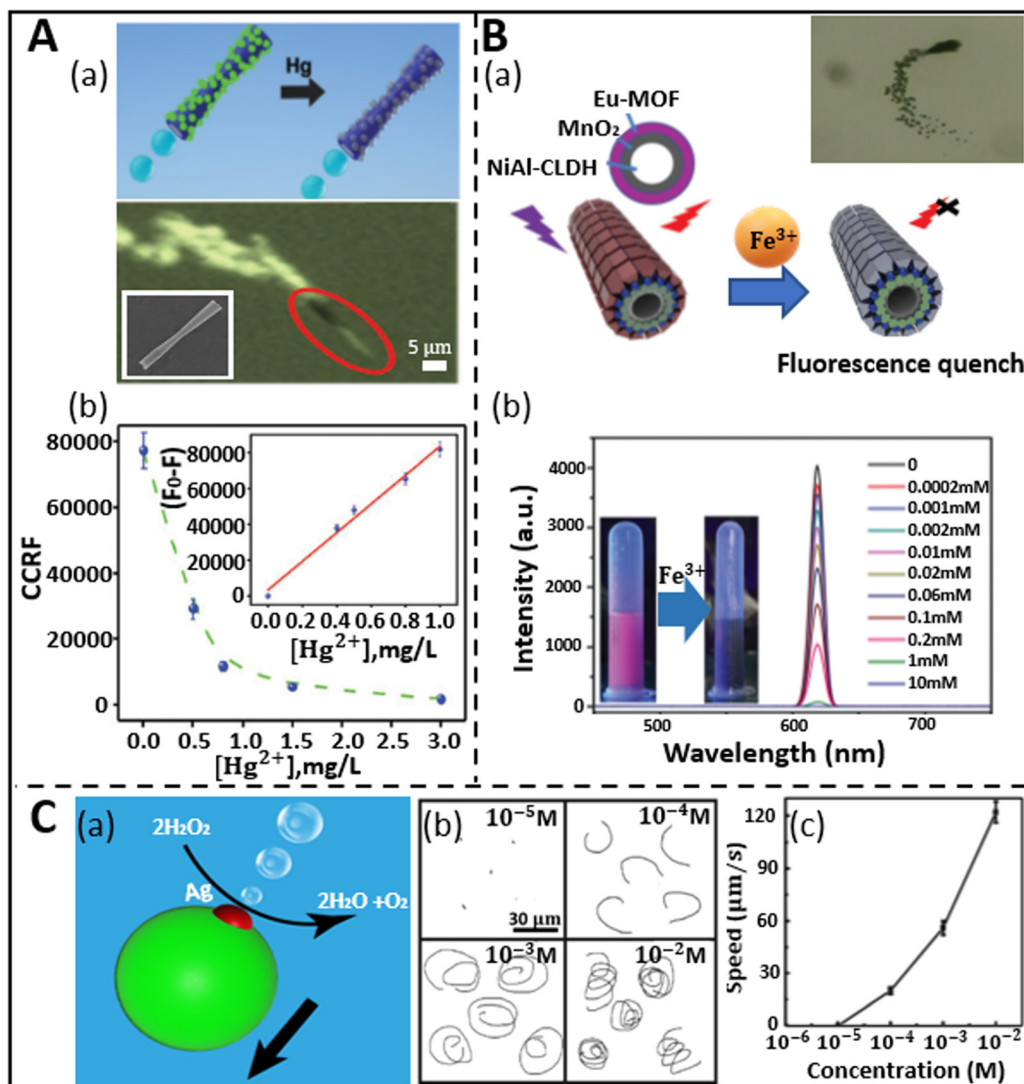 A
(a)
Hg
5 μm
(b)
80000
60000
40000
20000
0
CCRF
0.0 0.5 1.0 1.5 2.0 2.5 3.0
[Hg²⁺],mg/L
(F₀-F)
80000
60000
40000
20000
0
0.0 0.2 0.4 0.6 0.8 1.0
[Hg²⁺],mg/L
B
(a)
Eu-MOF
MnO₂
NiAl-CLDH
Fe³⁺
Fluorescence quench
(b)
Intensity (a.u.)
4000
3000
2000
1000
0
Fe³⁺
0
0.0002mM
0.001mM
0.002mM
0.01mM
0.02mM
0.06mM
0.1mM
0.2mM
1mM
10mM
500 600 700
Wavelength (nm)
C
(a)
2H₂O₂
Ag
2H₂O +O₂
(b)
10⁻⁵M
10⁻⁴M
30 μm
10⁻³M
10⁻²M
(c)
Speed (μm/s)
120
90
60
30
0
10⁻⁶ 10⁻⁵ 10⁻⁴ 10⁻³ 10⁻²
Concentration (M)